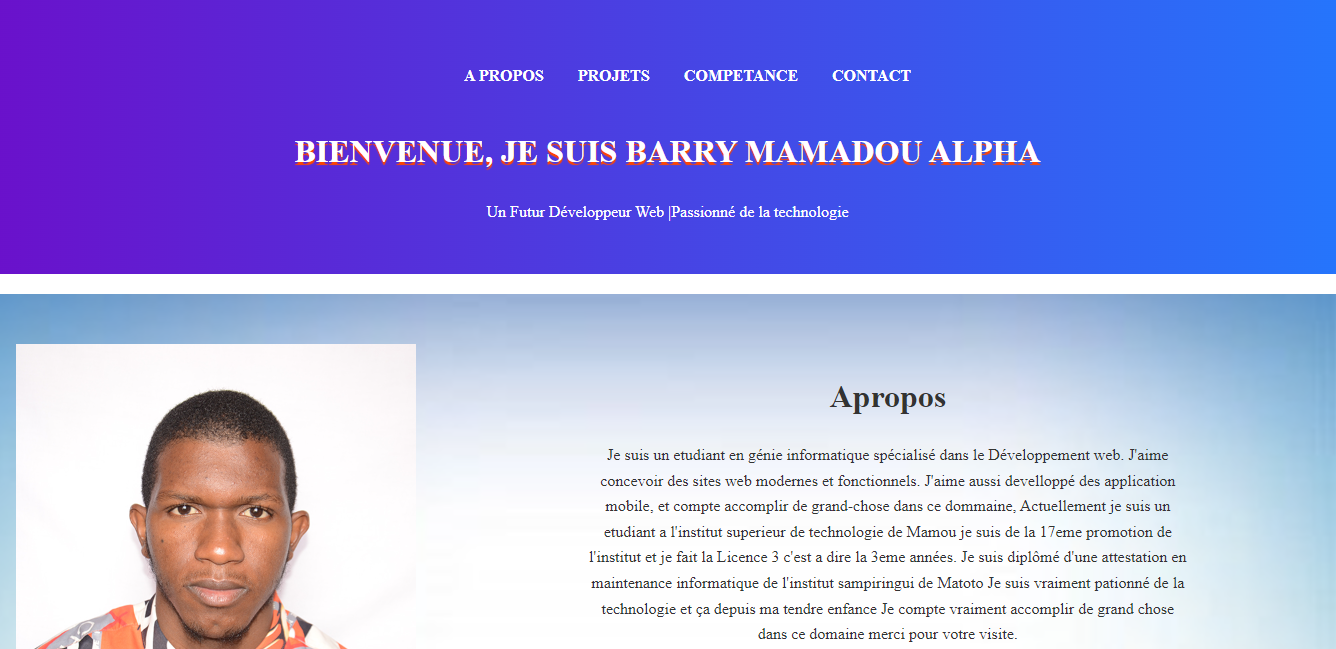 A PROPOS PROJETS COMPETANCE CONTACT
BIENVENUE, JE SUIS BARRY MAMADOU ALPHA
Un Futur Développeur Web |Passionné de la technologie
Apropos
Je suis un etudiant en génie informatique spécialisé dans le Développement web. J'aime
concevoir des sites web modernes et fonctionnels. J'aime aussi develloppé des application
mobile, et compte accomplir de grand-chose dans ce dommaine, Actuellement je suis un
etudiant a l'institut superieur de technologie de Mamou je suis de la 17eme promotion de
l'institut et je fait la Licence 3 c'est a dire la 3eme années. Je suis diplômé d'une attestation en
maintenance informatique de l'institut sampiringui de Matoto Je suis vraiment pationné de la
technologie et ça depuis ma tendre enfance Je compte vraiment accomplir de grand chose
dans ce domaine merci pour votre visite.